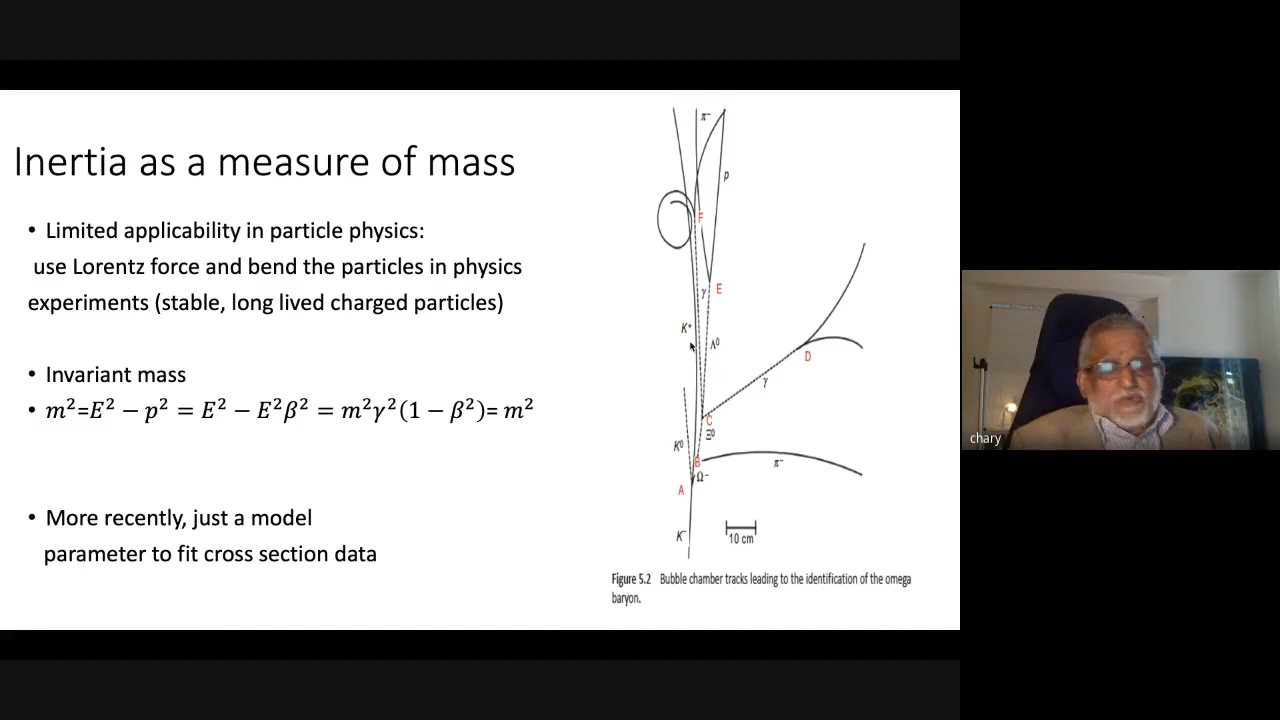 Inertia as a measure of mass
• Limited applicability in particle physics:
use Lorentz force and bend the particles in physics
experiments (stable, long lived charged particles)
• Invariant mass
• m²=E² − p² = E² − E²β² = m²γ²(1 − β²)= m²
• More recently, just a model
parameter to fit cross section data
π⁻
p
F
E
γ
K⁺
Λ⁰
D
γ
C
Ξ⁰
K⁰
B
π⁻
Ω⁻
A
K⁻
10 cm
Figure 5.2 Bubble chamber tracks leading to the identification of the omega
baryon.
chary